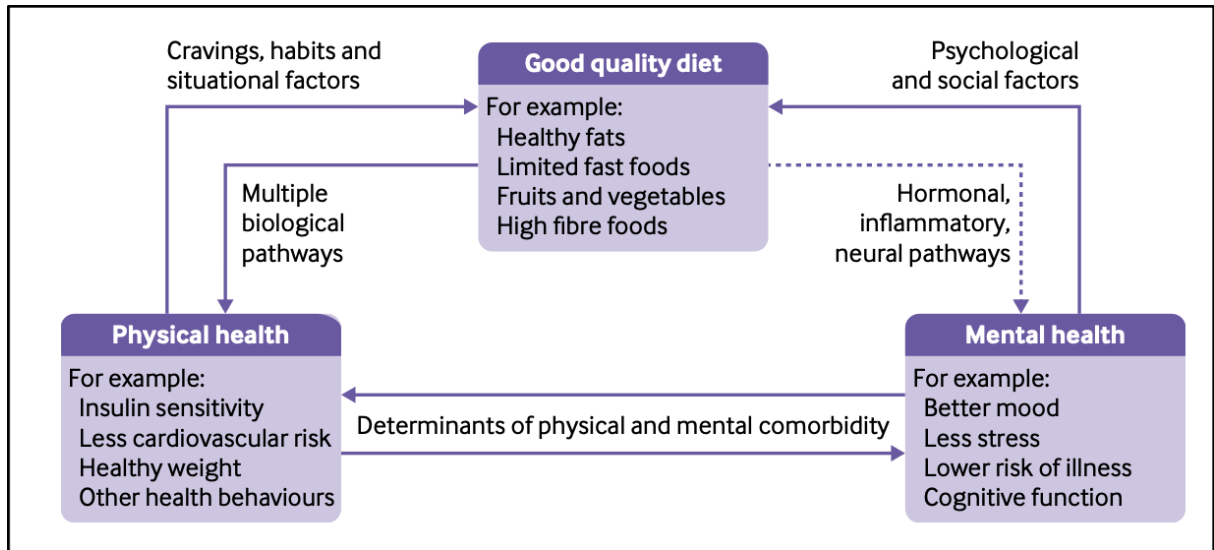 Cravings, habits and
situational factors
Good quality diet
For example:
Healthy fats
Limited fast foods
Fruits and vegetables
High fibre foods
Psychological
and social factors
Multiple
biological
pathways
Hormonal,
inflammatory,
neural pathways
Physical health
For example:
Insulin sensitivity
Less cardiovascular risk
Healthy weight
Other health behaviours
Determinants of physical and mental comorbidity
Mental health
For example:
Better mood
Less stress
Lower risk of illness
Cognitive function